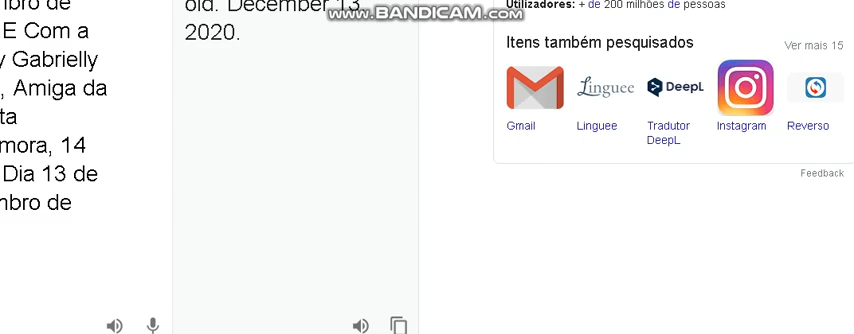 mbro de
E Com a
y Gabrielly
, Amiga da
ta
mora, 14
Dia 13 de
mbro de
old. December 13
2020.
www.BANDICAM.com
Utilizadores: + de 200 milhões de pessoas
Itens também pesquisados
Ver mais 15
Linguee
DeepL
Gmail
Linguee
Tradutor DeepL
Instagram
Reverso
Feedback